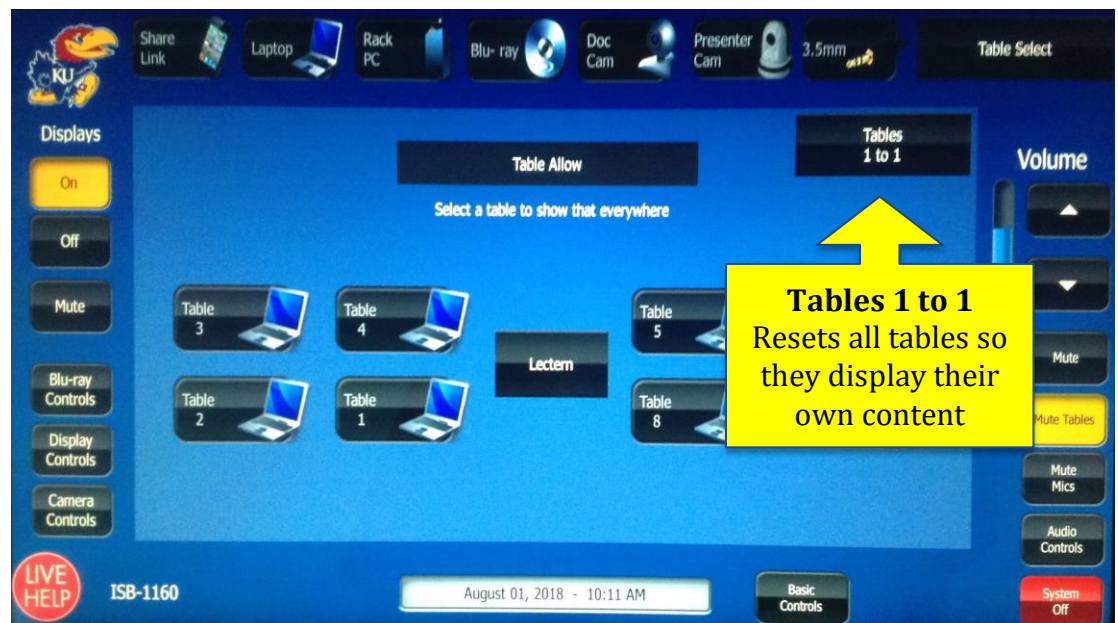 Share
Link
Laptop
Rack
PC
Blu- ray
Doc
Cam
Presenter
Cam
3.5mm
Table Select
KU
Displays
On
Off
Mute
Blu-ray
Controls
Display
Controls
Camera
Controls
LIVE
HELP
ISB-1160
Table Allow
Select a table to show that everywhere
Tables
1 to 1
Table
3
Table
4
Table
5
Table
2
Table
1
Lectern
Table
8
Tables 1 to 1
Resets all tables so
they display their
own content
Volume
Mute
Mute Tables
Mute
Mics
Audio
Controls
System
Off
August 01, 2018 - 10:11 AM
Basic
Controls